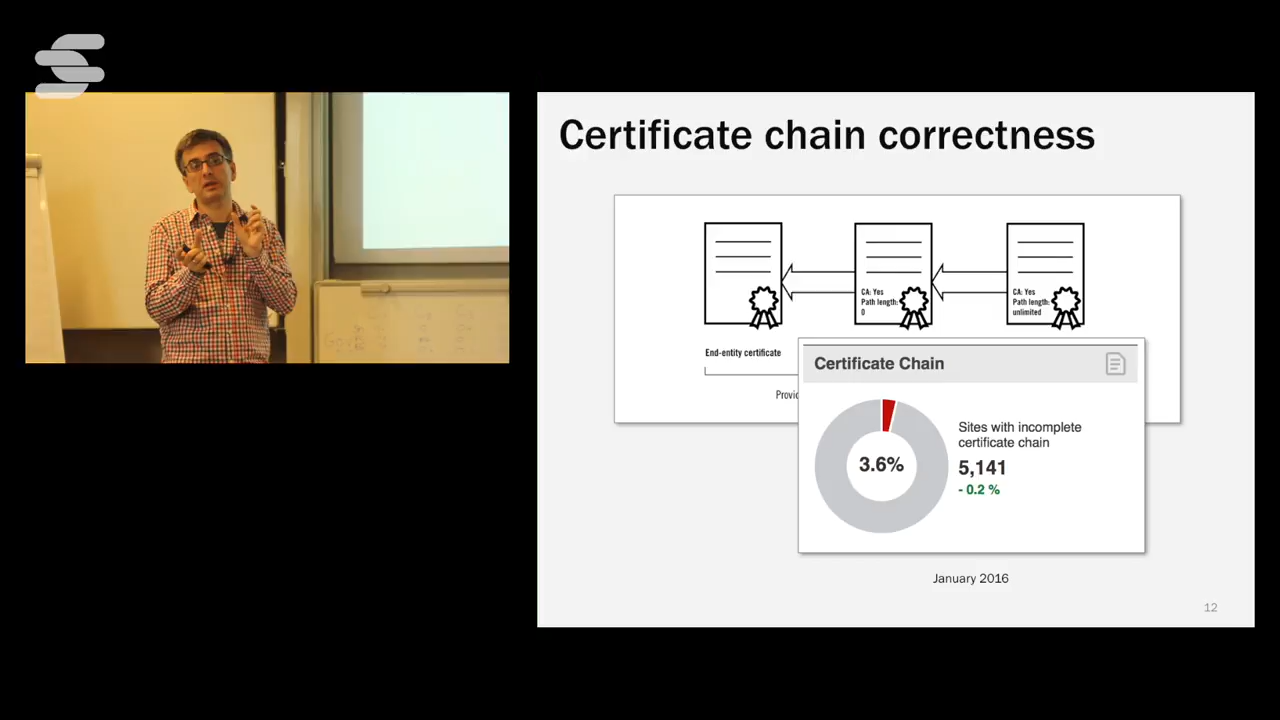 Certificate chain correctness
CA: Yes
Path length:
0
CA: Yes
Path length:
unlimited
End-entity certificate
Certificate Chain
3.6%
Sites with incomplete
certificate chain
5,141
- 0.2 %
January 2016
12